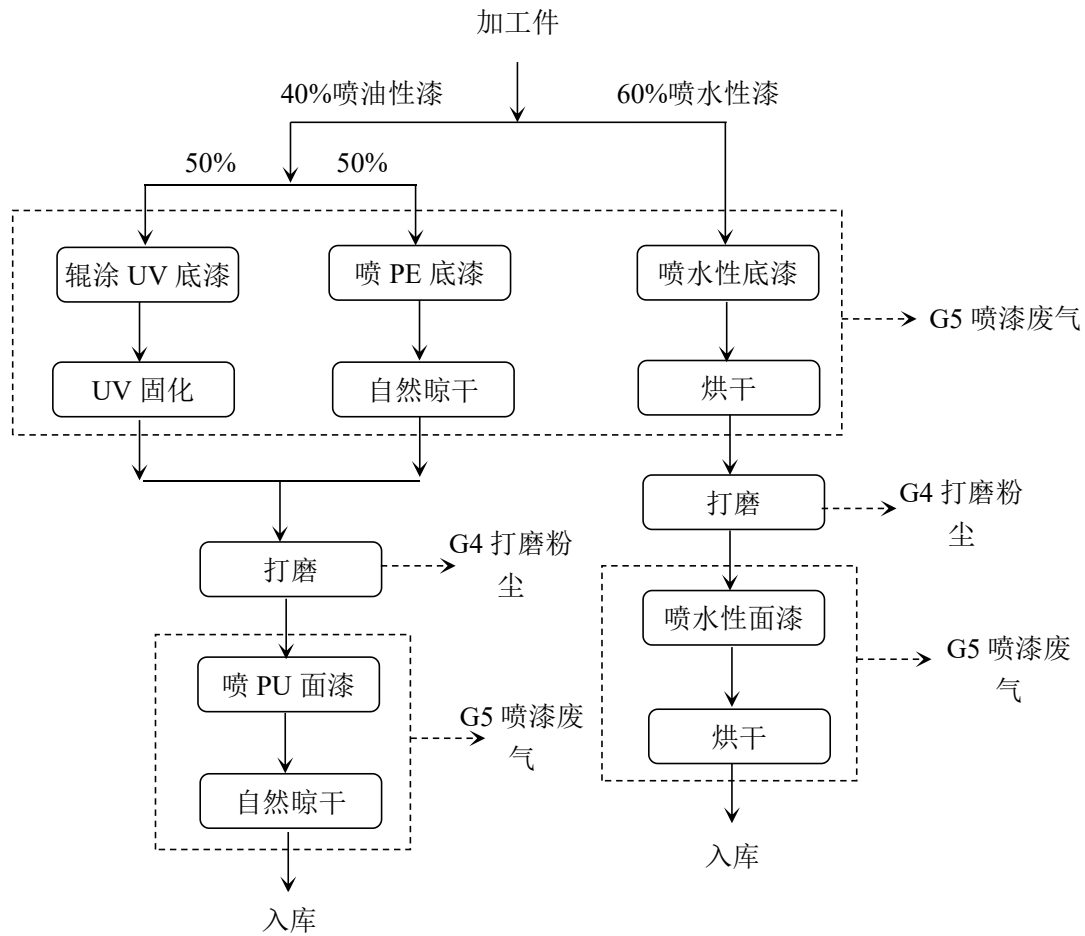 加工件
40%喷油性漆
60%喷水性漆
50%
50%
辊涂 UV 底漆
喷 PE 底漆
喷水性底漆
G5 喷漆废气
UV 固化
自然晾干
烘干
打磨
G4 打磨粉
尘
打磨
G4 打磨粉
尘
喷水性面漆
喷 PU 面漆
G5 喷漆废
气
G5 喷漆废
气
烘干
自然晾干
入库
入库